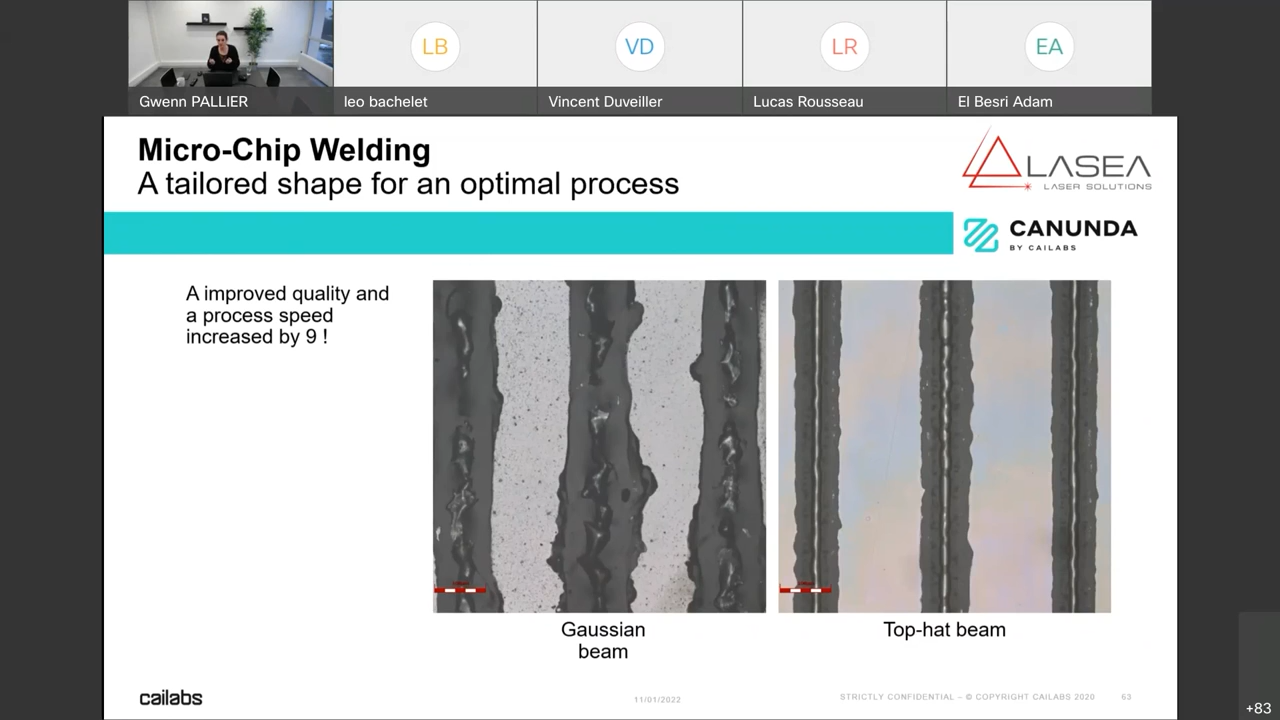 LB
VD
LR
EA
Gwenn PALLIER
leo bachelet
Vincent Duveiller
Lucas Rousseau
El Besri Adam
Micro-Chip Welding
A tailored shape for an optimal process
LASEA
LASER SOLUTIONS
CANUNDA
BY CAILABS
A improved quality and
a process speed
increased by 9 !
Gaussian
beam
Top-hat beam
cailabs
11/01/2022
STRICTLY CONFIDENTIAL – © COPYRIGHT CAILABS 2020
53
+83